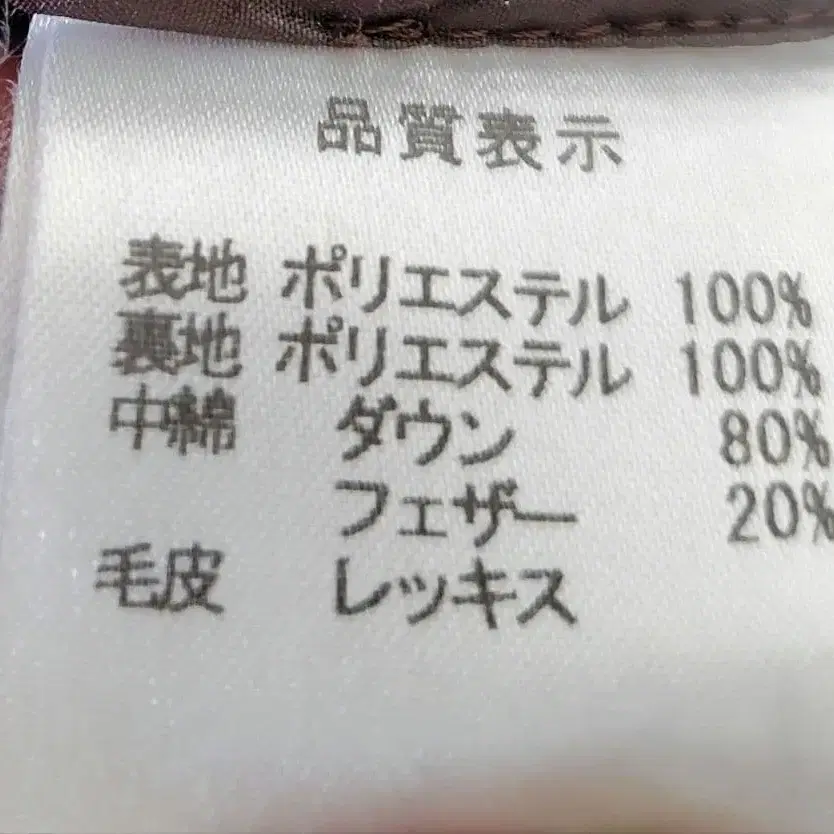 品質表示
表地 ポリエステル 100%
裏地 ポリエステル 100%
中綿 ダウン 80%
フェザー 20%
毛皮 レッキス